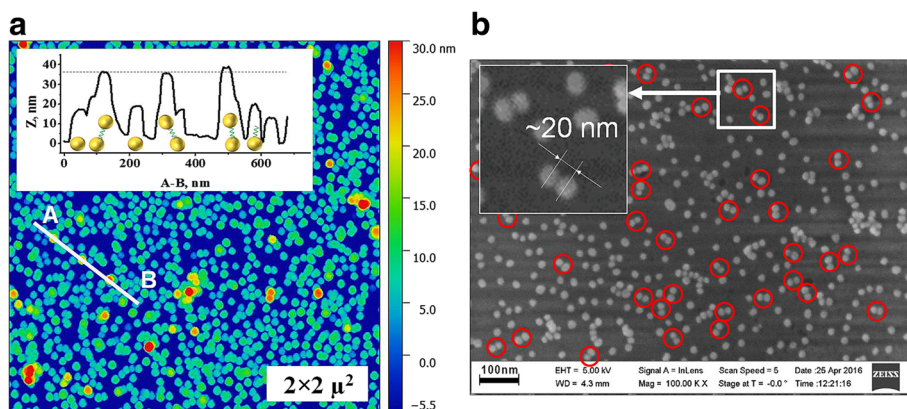 a
b
40
30
20
10
0
Z, nm
0
200
400
600
A-B, nm
30.0 nm
25.0
20.0
15.0
10.0
5.0
0.0
−5.5
A
B
2×2 μ²
~20 nm
100nm
EHT = 5.00 kV
Signal A = InLens
Scan Speed = 5
Date :25 Apr 2016
WD = 4.3 mm
Mag = 100.00 K X
Stage at T = -0.0 °
Time :12:21:16
ZEISS